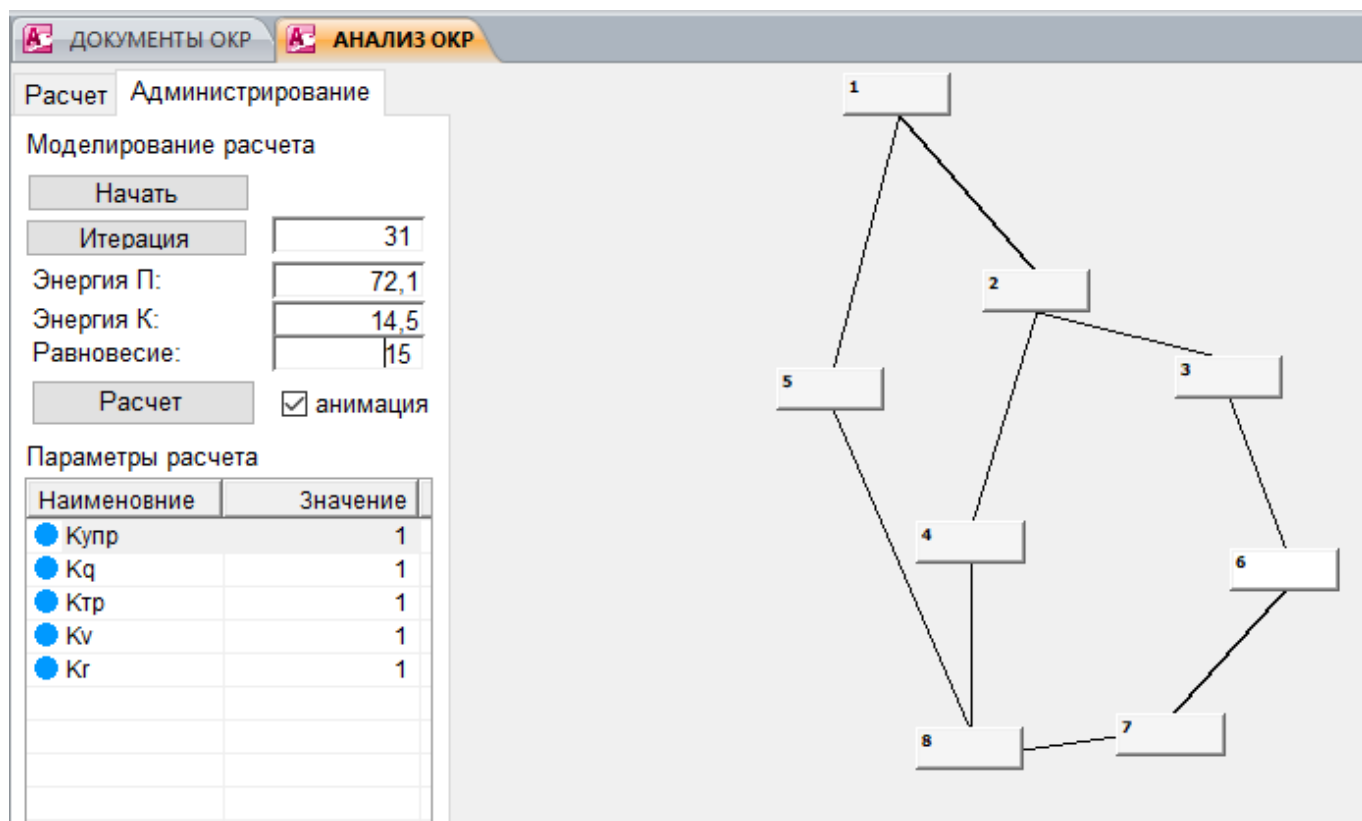 ДОКУМЕНТЫ ОКР АНАЛИЗ ОКР
Расчет Администрирование
Моделирование расчета
Начать
Итерация 31
Энергия П: 72,1
Энергия К: 14,5
Равновесие: 15
Расчет анимация
Параметры расчета
Наименовние Значение
Купр 1
Kq 1
Kтр 1
Kv 1
Kr 1
1
2
3
5
4
6
7
8